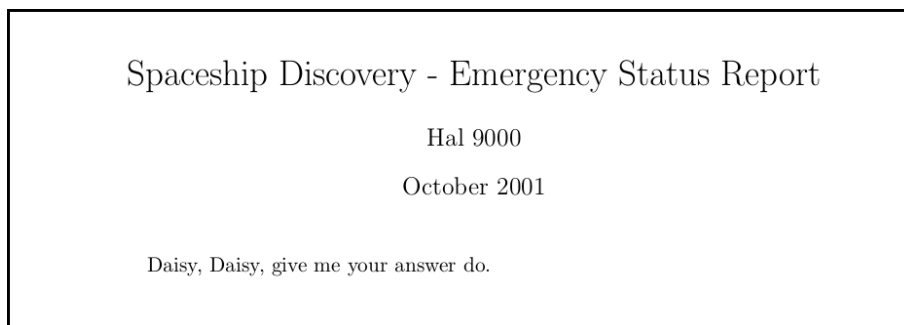 Spaceship Discovery - Emergency Status Report
Hal 9000
October 2001
Daisy, Daisy, give me your answer do.